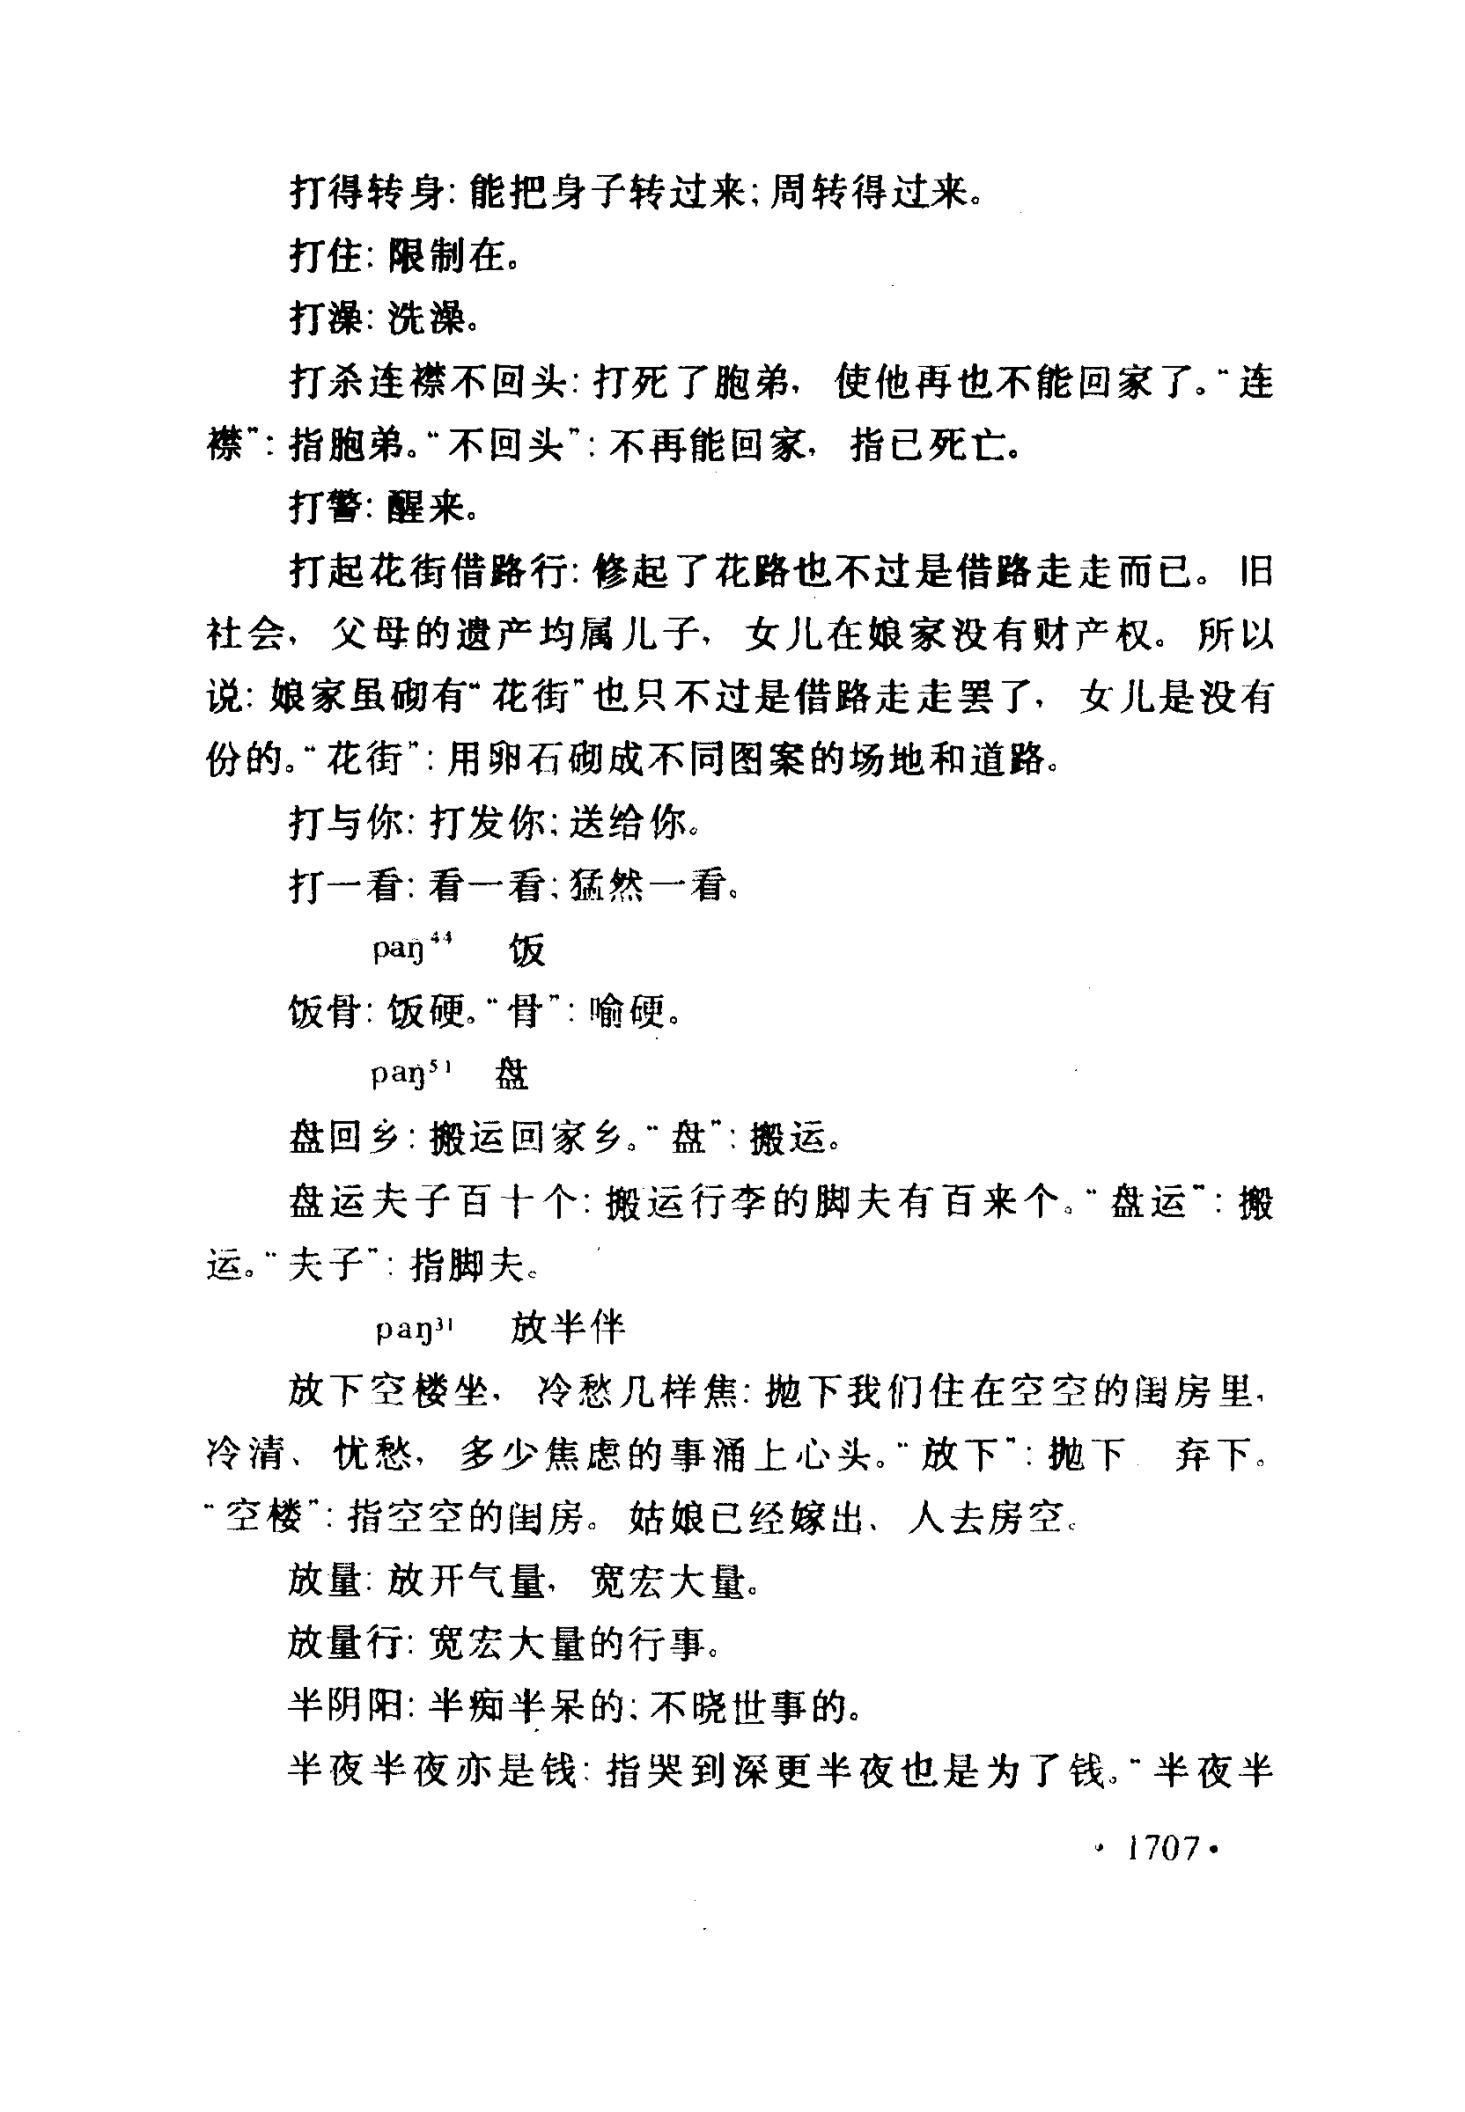 打得转身：能把身子转过来；周转得过来。
打住：限制在。
打澡：洗澡。
打杀连襟不回头：打死了胞弟，使他再也不能回家了。“连
襟”：指胞弟。“不回头”：不再能回家，指已死亡。
打警：醒来。
打起花街借路行：修起了花路也不过是借路走走而已。旧
社会，父母的遗产均属儿子，女儿在娘家没有财产权。所以
说：娘家虽砌有“花街”也只不过是借路走走罢了，女儿是没有
份的。“花街”：用卵石砌成不同图案的场地和道路。
打与你：打发你；送给你。
打一看：看一看；猛然一看。
paŋ⁴⁴ 饭
饭骨：饭硬。“骨”：喻硬。
paŋ⁵¹ 盘
盘回乡：搬运回家乡。“盘”：搬运。
盘运夫子百十个：搬运行李的脚夫有百来个。“盘运”：搬
运。“夫子”：指脚夫。
paŋ³¹ 放半伴
放下空楼坐，冷愁几样焦：抛下我们住在空空的闺房里，
冷清、忧愁，多少焦虑的事涌上心头。“放下”：抛下 弃下。
“空楼”：指空空的闺房。姑娘已经嫁出、人去房空。
放量：放开气量，宽宏大量。
放量行：宽宏大量的行事。
半阴阳：半痴半呆的；不晓世事的。
半夜半夜亦是钱：指哭到深更半夜也是为了钱。“半夜半
·1707·